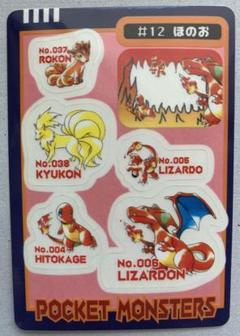 #12 ほのお
No.037
ROKON
No.038
KYUKON
No.005
LIZARDO
No.004
HITOKAGE
No.006
LIZARDON
POCKET MONSTERS